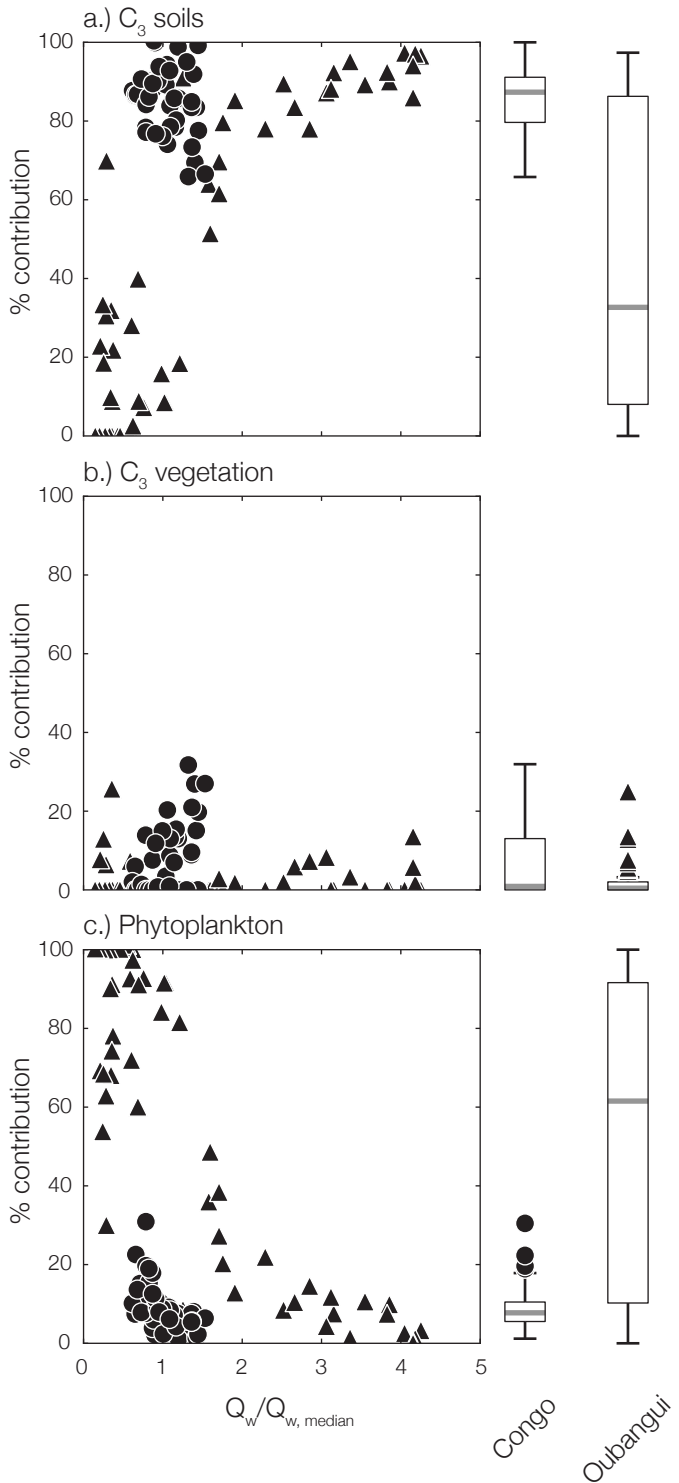 a.) C₃ soils
100
80
60
40
20
0
% contribution
b.) C₃ vegetation
100
80
60
40
20
0
% contribution
c.) Phytoplankton
100
80
60
40
20
0
% contribution
0 1 2 3 4 5
Qw/Qw, median
Congo
Oubangui